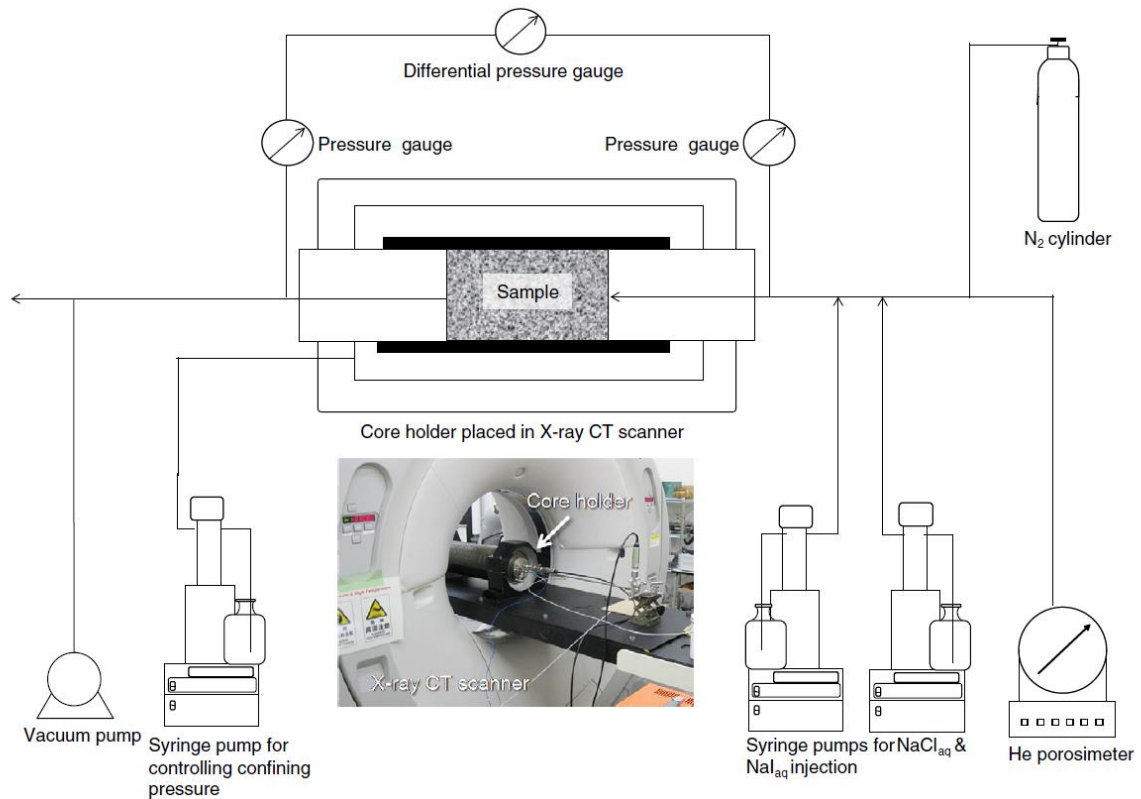 Differential pressure gauge
Pressure gauge
Pressure gauge
N₂ cylinder
Sample
Core holder placed in X-ray CT scanner
Core holder
X-ray CT scanner
Vacuum pump
Syringe pump for
controlling confining
pressure
Syringe pumps for NaClaq &
NaIaq injection
He porosimeter